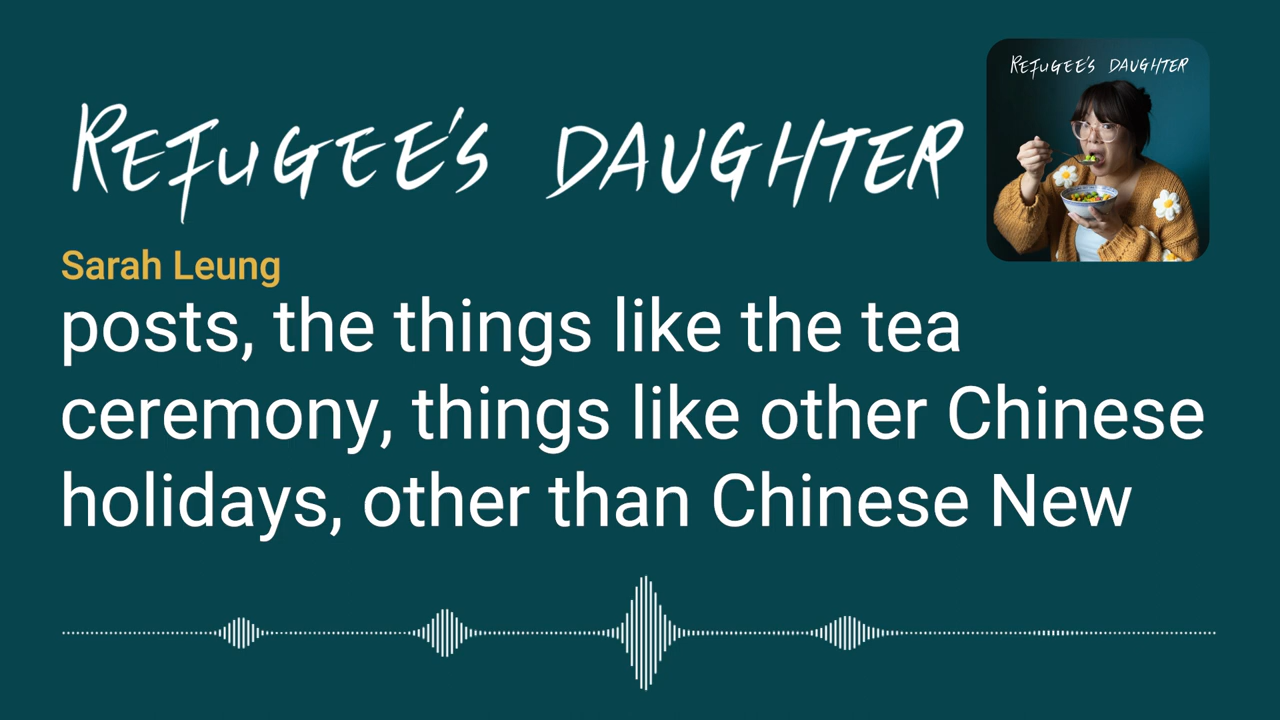 REFUGEE'S DAUGHTER
REFUGEE'S DAUGHTER
Sarah Leung
posts, the things like the tea
ceremony, things like other Chinese
holidays, other than Chinese New